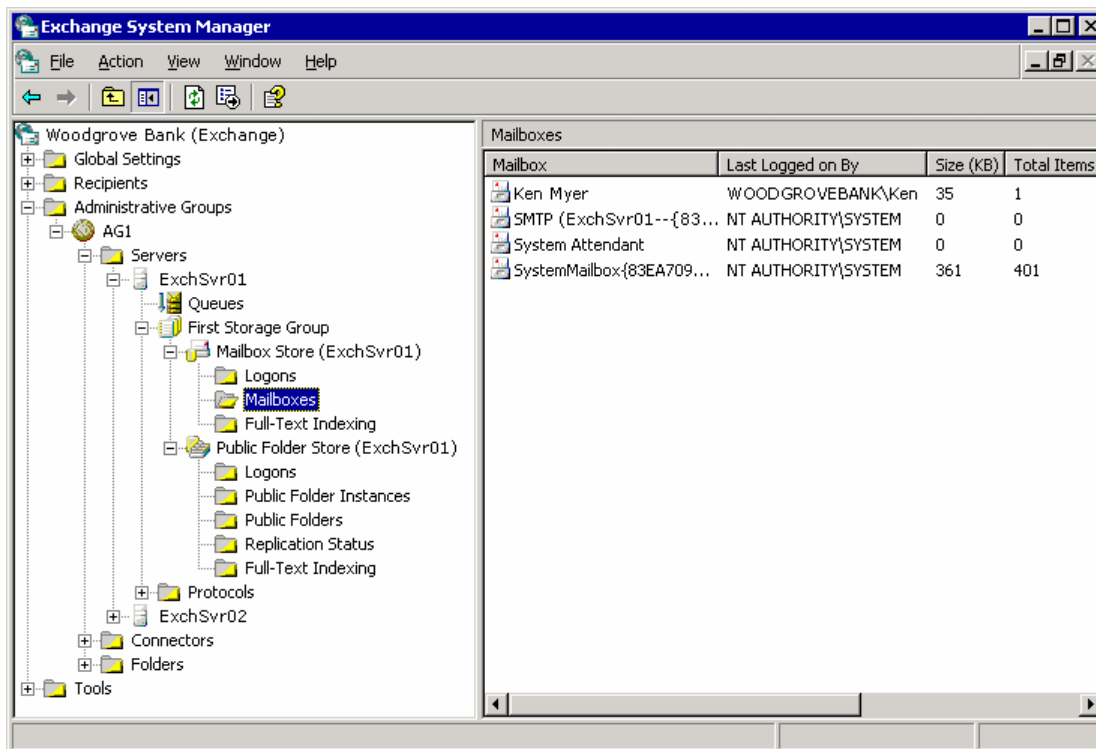 Exchange System Manager
File Action View Window Help
Woodgrove Bank (Exchange)
Global Settings
Recipients
Administrative Groups
AG1
Servers
ExchSvr01
Queues
First Storage Group
Mailbox Store (ExchSvr01)
Logons
Mailboxes
Full-Text Indexing
Public Folder Store (ExchSvr01)
Logons
Public Folder Instances
Public Folders
Replication Status
Full-Text Indexing
Protocols
ExchSvr02
Connectors
Folders
Tools
Mailboxes
Mailbox Last Logged on By Size (KB) Total Items
Ken Myer WOODGROVEBANK\Ken 35 1
SMTP (ExchSvr01--{83... NT AUTHORITY\SYSTEM 0 0
System Attendant NT AUTHORITY\SYSTEM 0 0
SystemMailbox{83EA709... NT AUTHORITY\SYSTEM 361 401